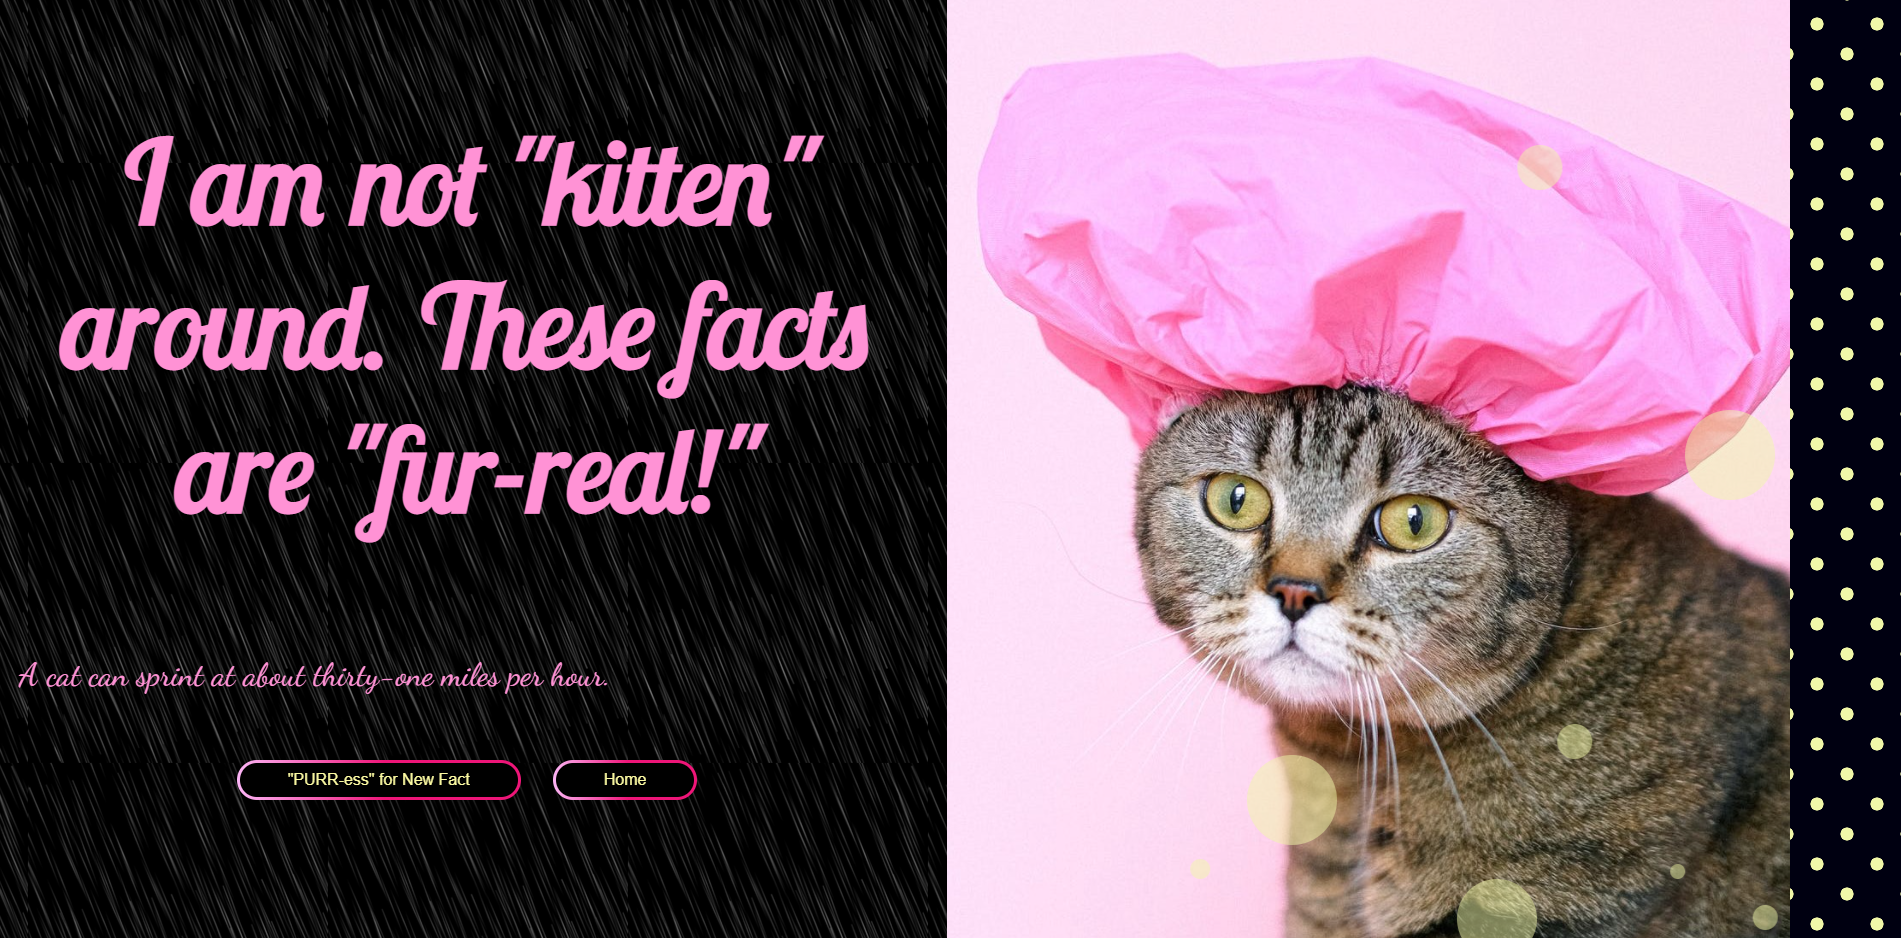 I am not "kitten"
around. These facts
are "fur-real!"
A cat can sprint at about thirty-one miles per hour.
"PURR-ess" for New Fact
Home